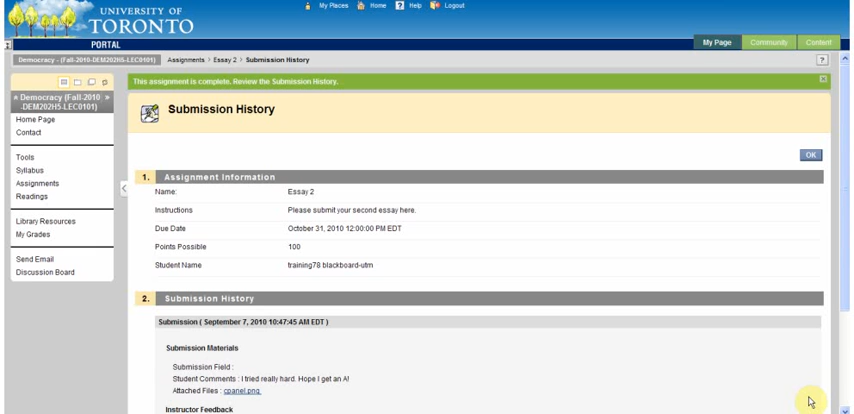 UNIVERSITY OF
TORONTO
My Places Home ? Help Logout
PORTAL
My Page Community Content
Democracy - (Fall-2010-DEM202H5-LEC0101) Assignments > Essay 2 > Submission History ?
This assignment is complete. Review the Submission History.
Democracy (Fall-2010
-DEM202H5-LEC0101)
Home Page
Contact
Tools
Syllabus
Assignments
Readings
Library Resources
My Grades
Send Email
Discussion Board
Submission History
OK
1. Assignment Information
Name: Essay 2
Instructions Please submit your second essay here.
Due Date October 31, 2010 12:00:00 PM EDT
Points Possible 100
Student Name training78 blackboard-utm
2. Submission History
Submission ( September 7, 2010 10:47:45 AM EDT )
Submission Materials
Submission Field :
Student Comments : I tried really hard. Hope I get an A!
Attached Files : cpanel.png
Instructor Feedback